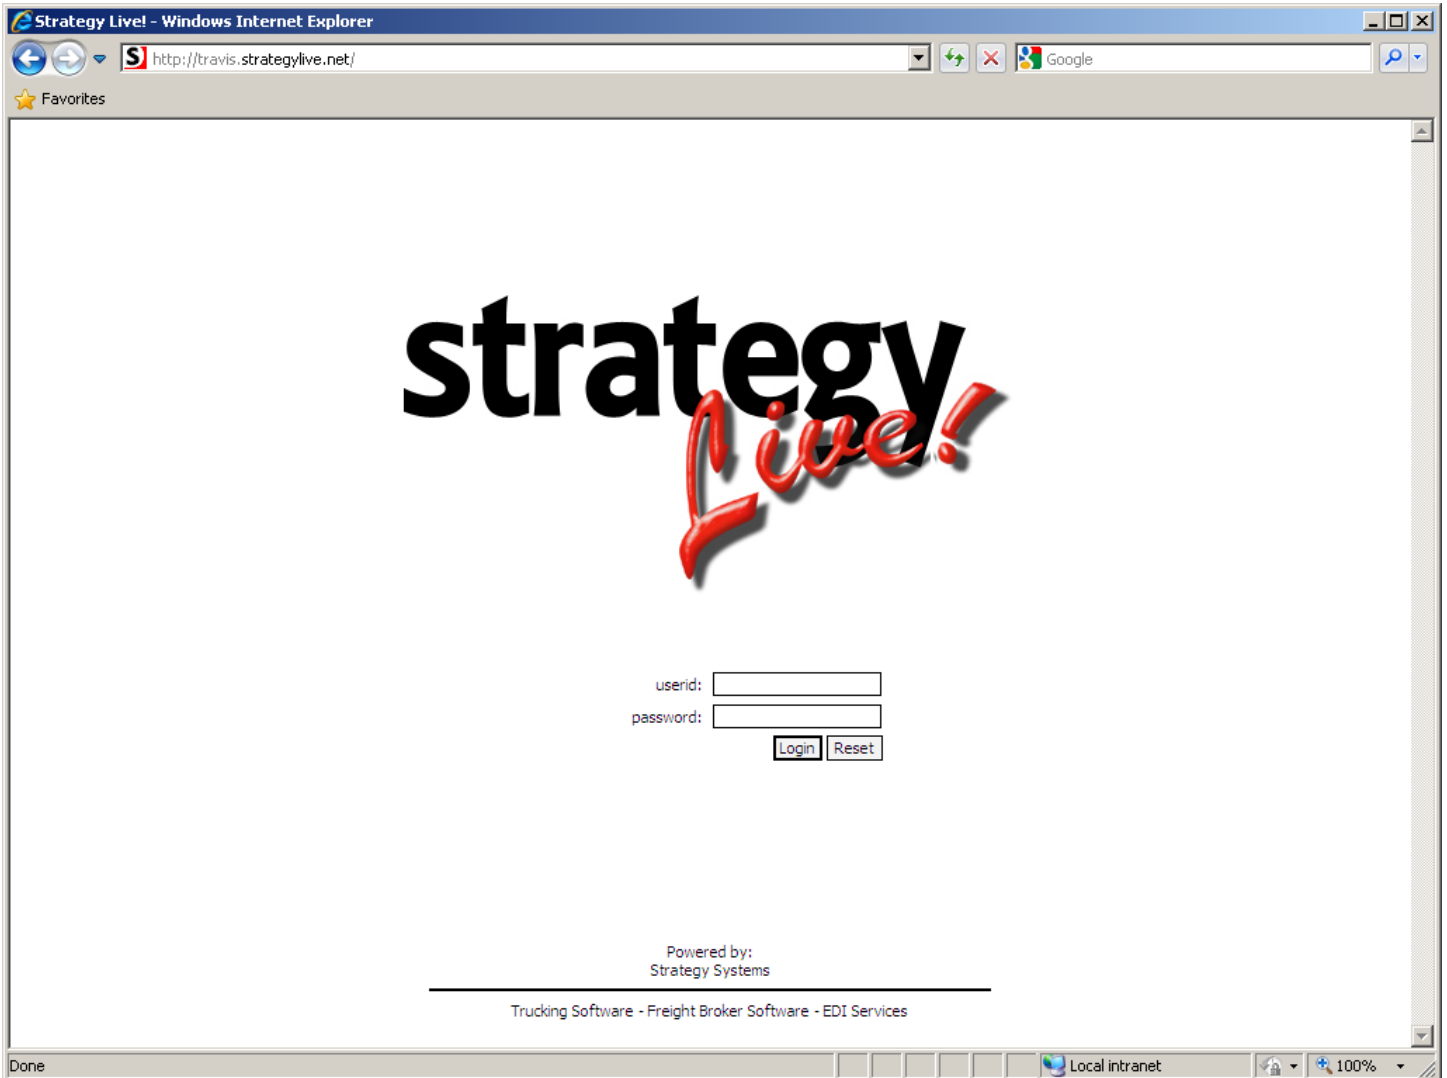 Strategy Live! - Windows Internet Explorer
S http://travis.strategylive.net/
Google
Favorites
strategy
Live!
userid:
password:
Login Reset
Powered by:
Strategy Systems
Trucking Software - Freight Broker Software - EDI Services
Done
Local intranet
100%